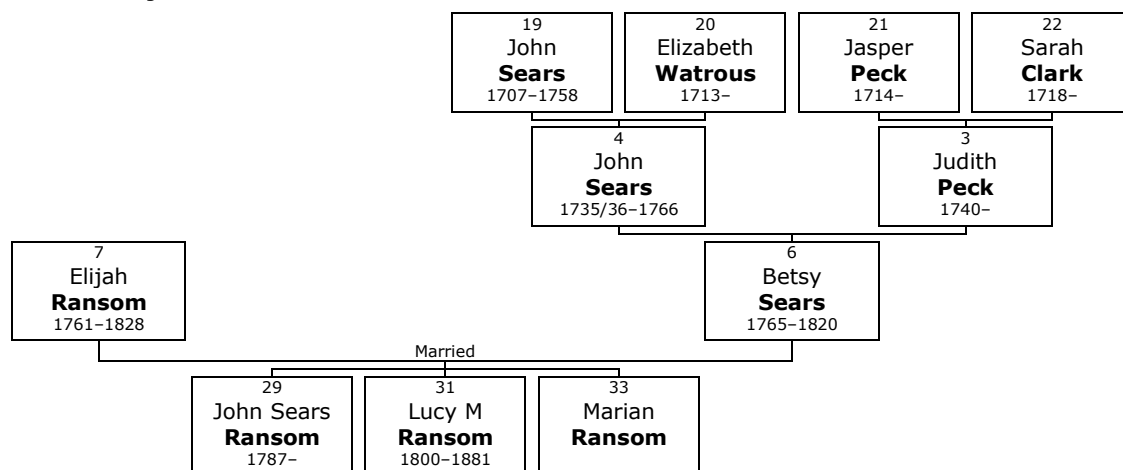 19
John
Sears
1707–1758
20
Elizabeth
Watrous
1713–
21
Jasper
Peck
1714–
22
Sarah
Clark
1718–
4
John
Sears
1735/36–1766
3
Judith
Peck
1740–
7
Elijah
Ransom
1761–1828
6
Betsy
Sears
1765–1820
Married
29
John Sears
Ransom
1787–
31
Lucy M
Ransom
1800–1881
33
Marian
Ransom